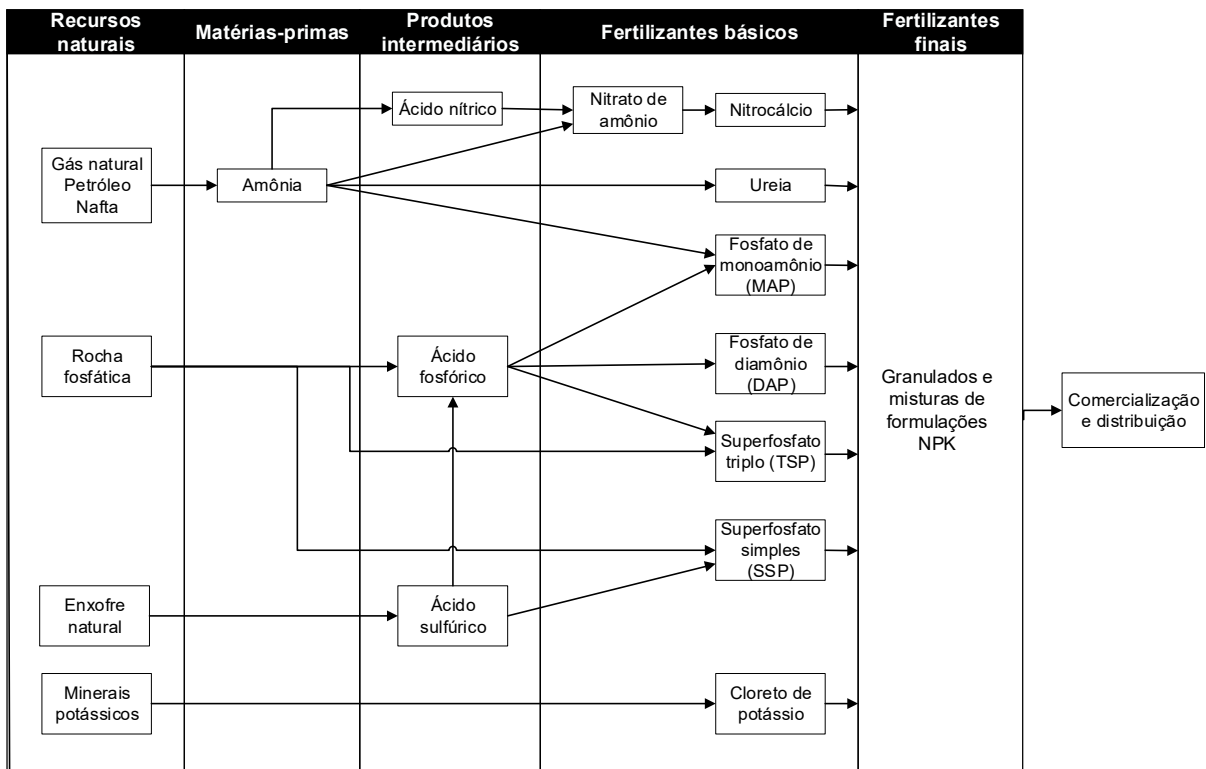 Recursos
naturais
Matérias-primas
Produtos
intermediários
Fertilizantes básicos
Fertilizantes
finais
Ácido nítrico
Nitrato de
amônio
Nitrocálcio
Gás natural
Petróleo
Nafta
Amônia
Ureia
Fosfato de
monoamônio
(MAP)
Rocha
fosfática
Ácido
fosfórico
Fosfato de
diamônio
(DAP)
Granulados e
misturas de
formulações
NPK
Comercialização
e distribuição
Superfosfato
triplo (TSP)
Superfosfato
simples
(SSP)
Enxofre
natural
Ácido
sulfúrico
Minerais
potássicos
Cloreto de
potássio